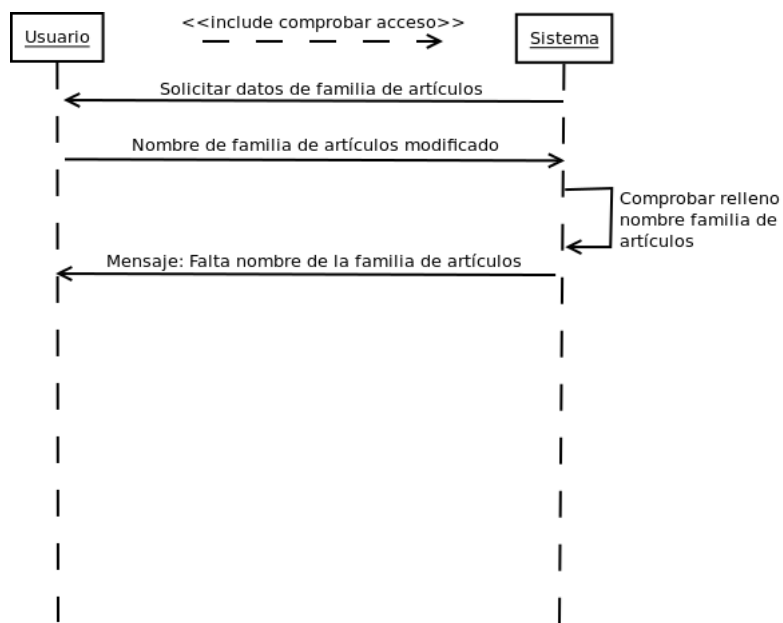 <<include comprobar acceso>>
Usuario
Sistema
Solicitar datos de familia de artículos
Nombre de familia de artículos modificado
Comprobar relleno
nombre familia de
artículos
Mensaje: Falta nombre de la familia de artículos